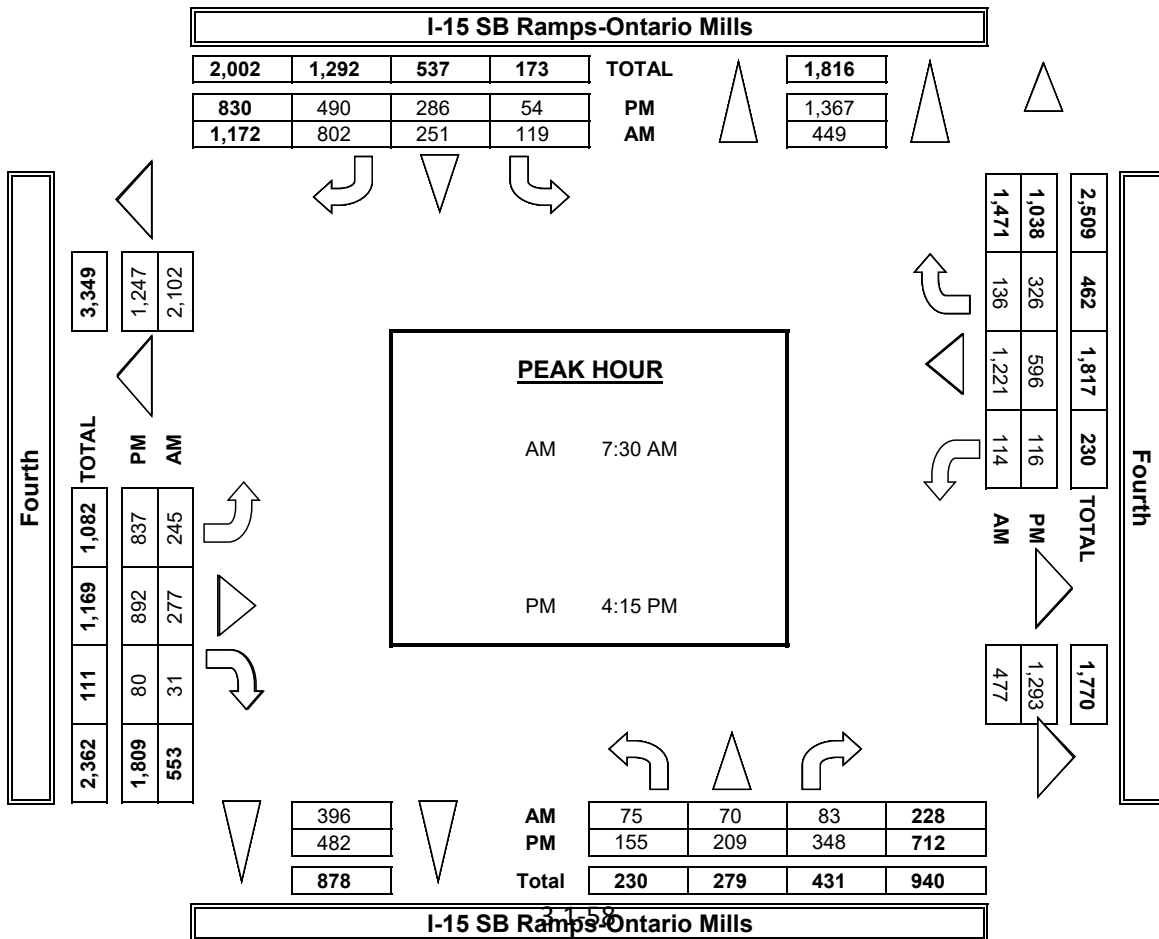 I-15 SB Ramps-Ontario Mills
2,002 1,292 537 173 TOTAL 1,816
830 490 286 54 PM 1,367
1,172 802 251 119 AM 449
Fourth
3,349
1,247
2,102
TOTAL
PM
AM
1,082 1,169 111 2,362
837 892 80 1,809
245 277 31 553
PEAK HOUR
AM 7:30 AM
PM 4:15 PM
2,509 462 1,817 230 TOTAL
1,038 326 596 116 PM
1,471 136 1,221 114 AM
1,770
1,293
477
Fourth
396 AM 75 70 83 228
482 PM 155 209 348 712
878 Total 230 279 431 940
I-15 SB Ramps-Ontario Mills
3.1-58